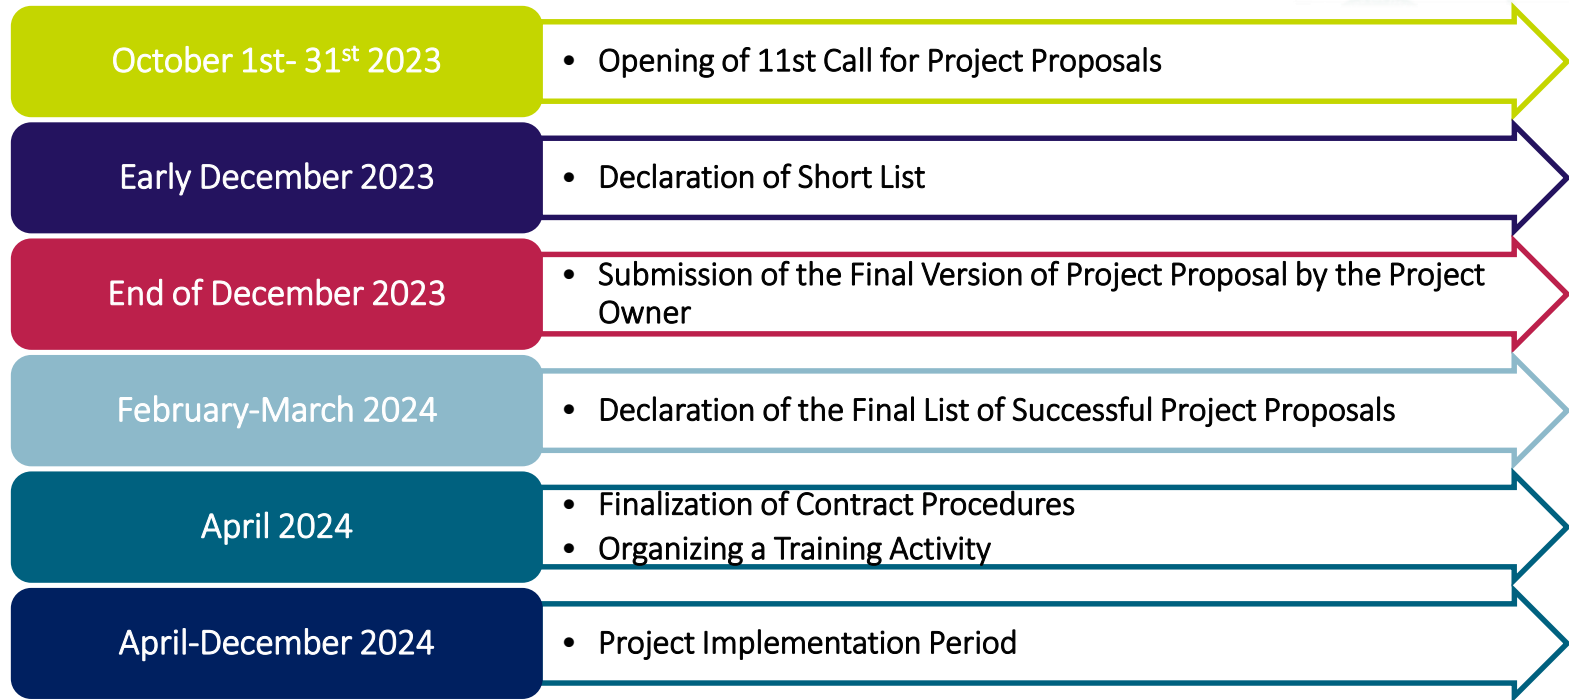 October 1st- 31st 2023
• Opening of 11st Call for Project Proposals
Early December 2023
• Declaration of Short List
End of December 2023
• Submission of the Final Version of Project Proposal by the Project
Owner
February-March 2024
• Declaration of the Final List of Successful Project Proposals
April 2024
• Finalization of Contract Procedures
• Organizing a Training Activity
April-December 2024
• Project Implementation Period